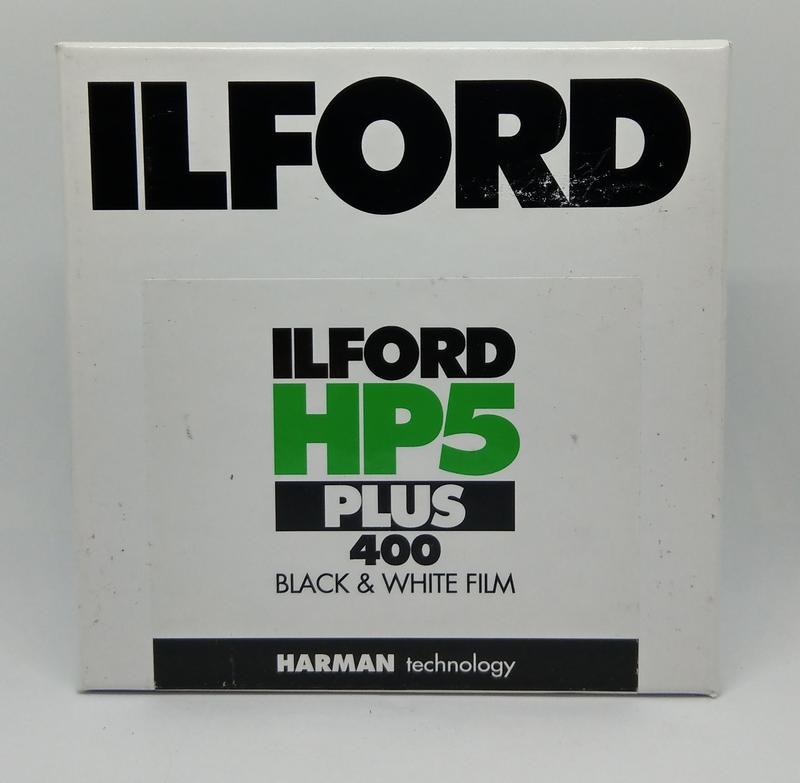 ILFORD
ILFORD
HP5
PLUS
400
BLACK & WHITE FILM
HARMAN technology